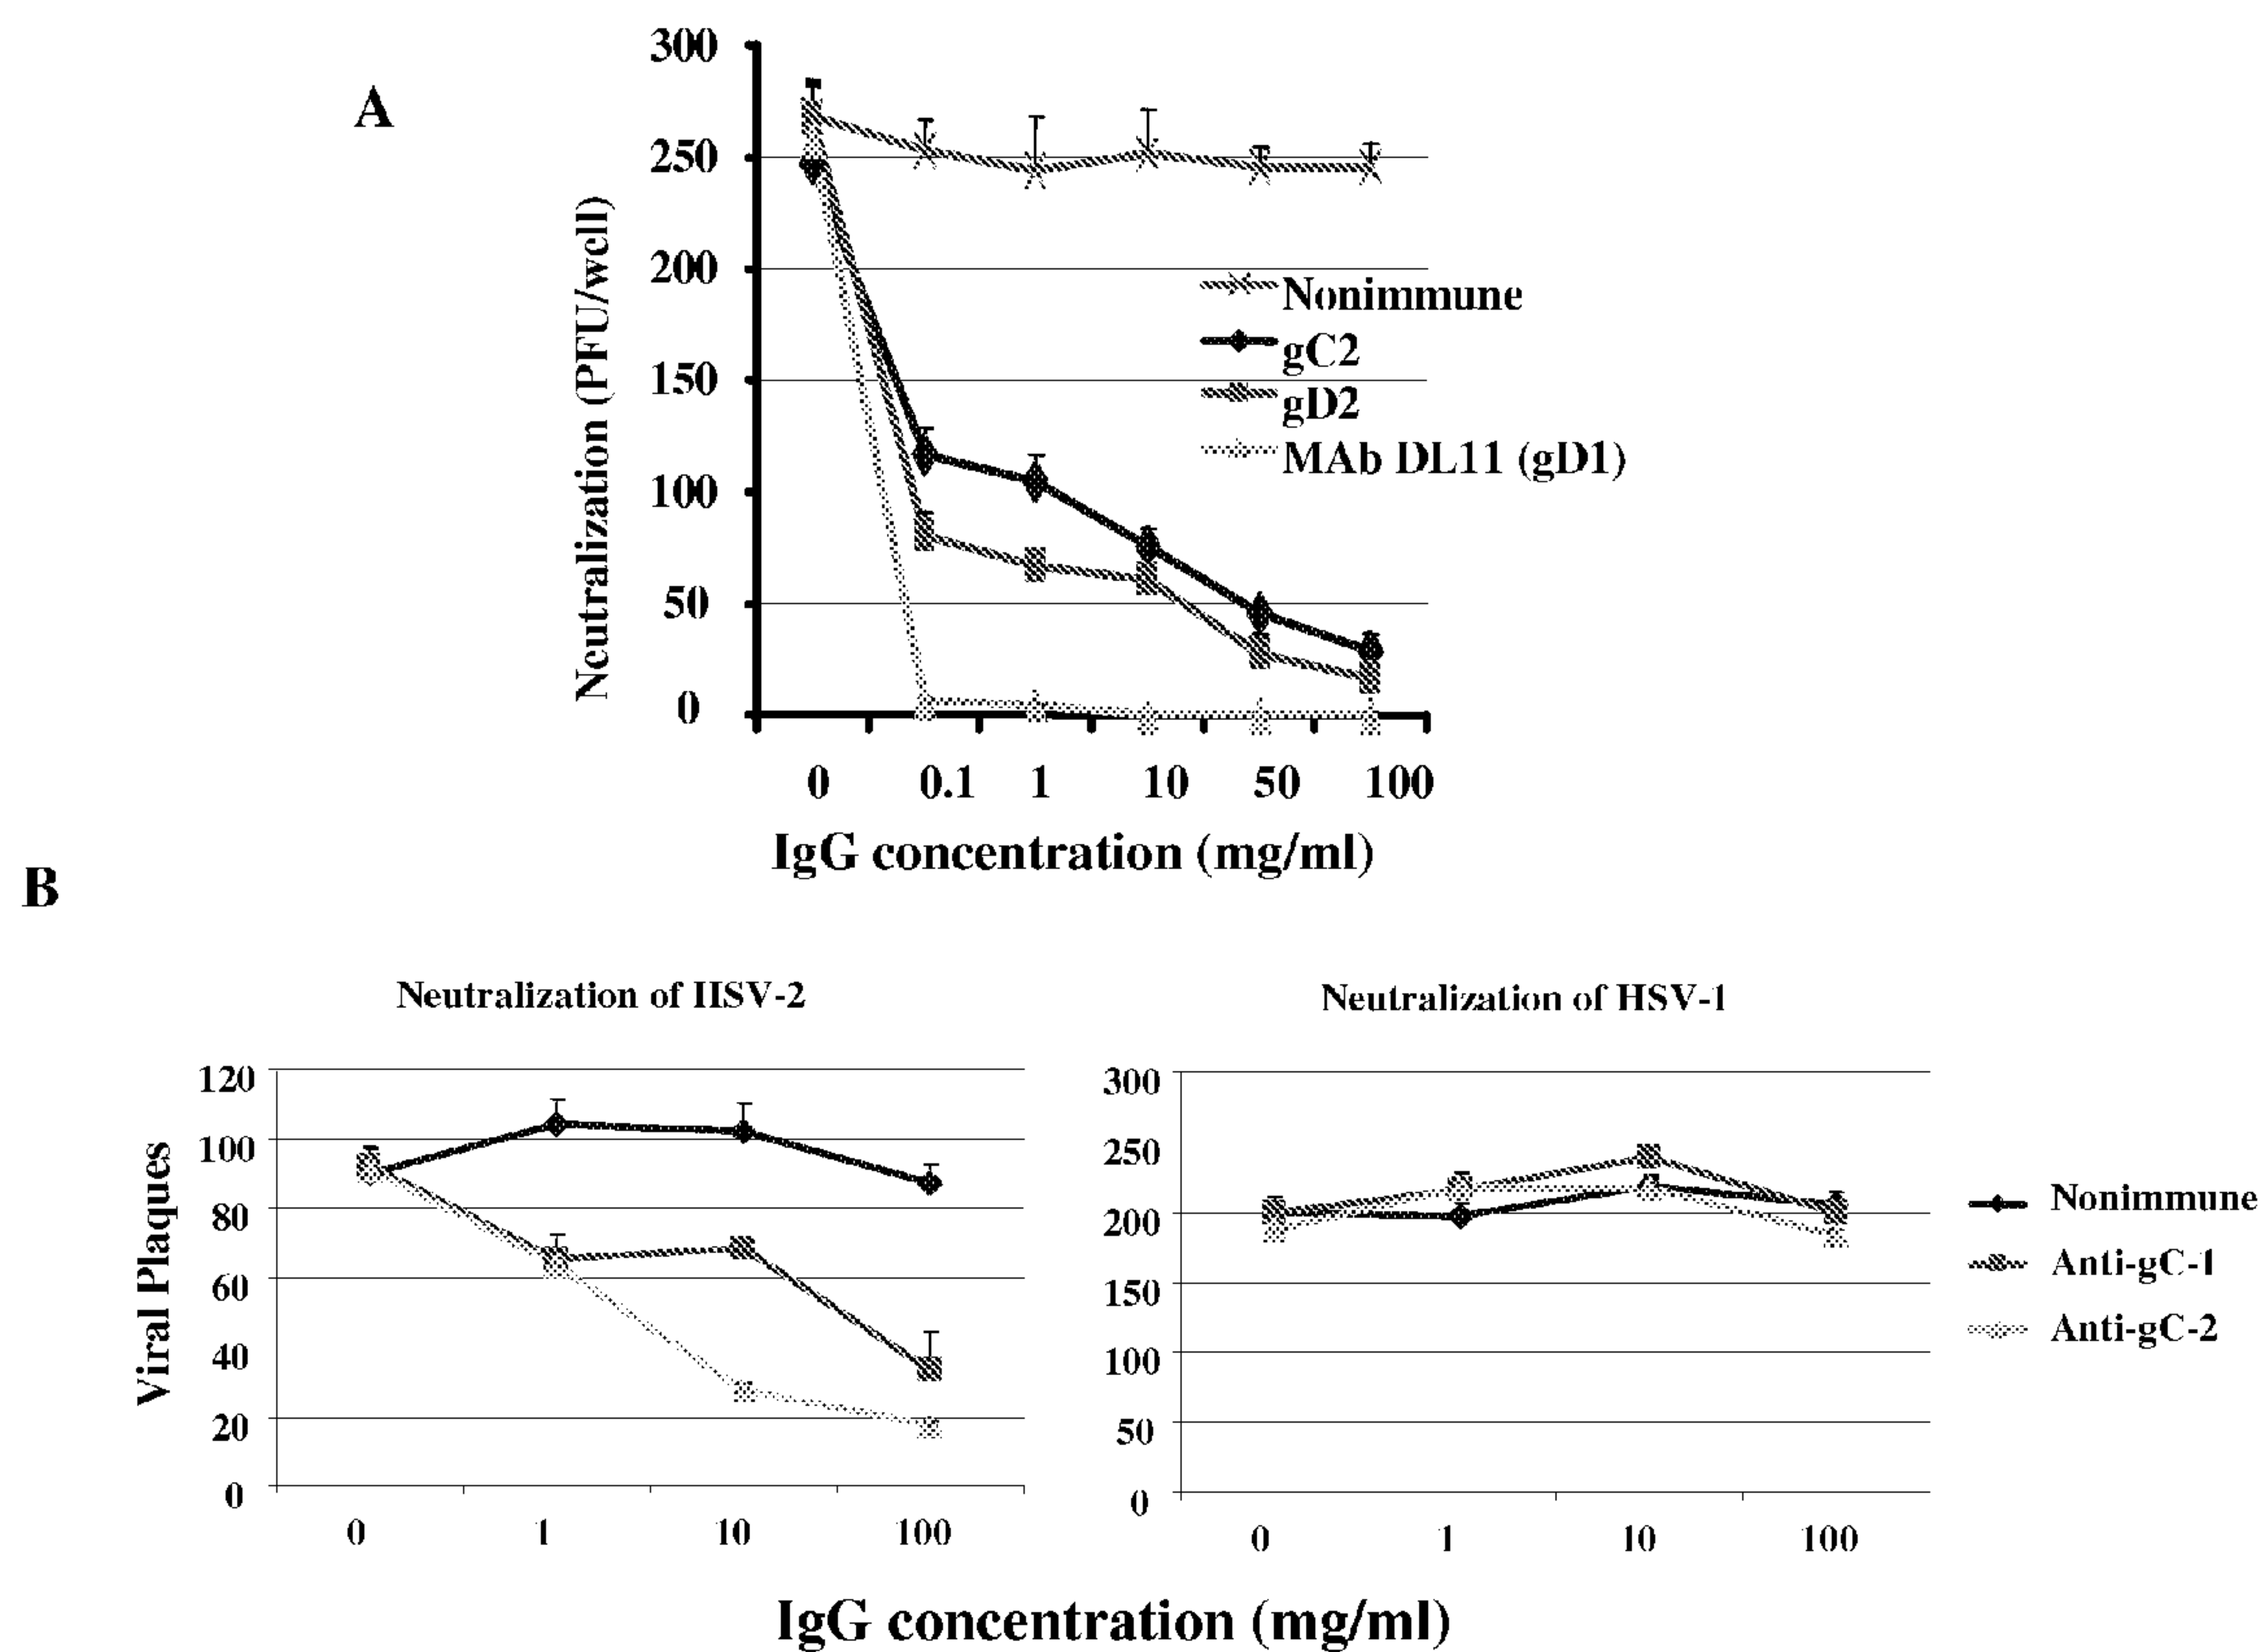 A
300
250
200
150
100
50
0
Neutralization (PFU/well)
Nonimmune
gC2
gD2
MAb DL11 (gD1)
0 0.1 1 10 50 100
IgG concentration (mg/ml)
B
Neutralization of HSV-2
120
100
80
60
40
20
0
Viral Plaques
0 1 10 100
Neutralization of HSV-1
300
250
200
150
100
50
0
0 1 10 100
Nonimmune
Anti-gC-1
Anti-gC-2
IgG concentration (mg/ml)